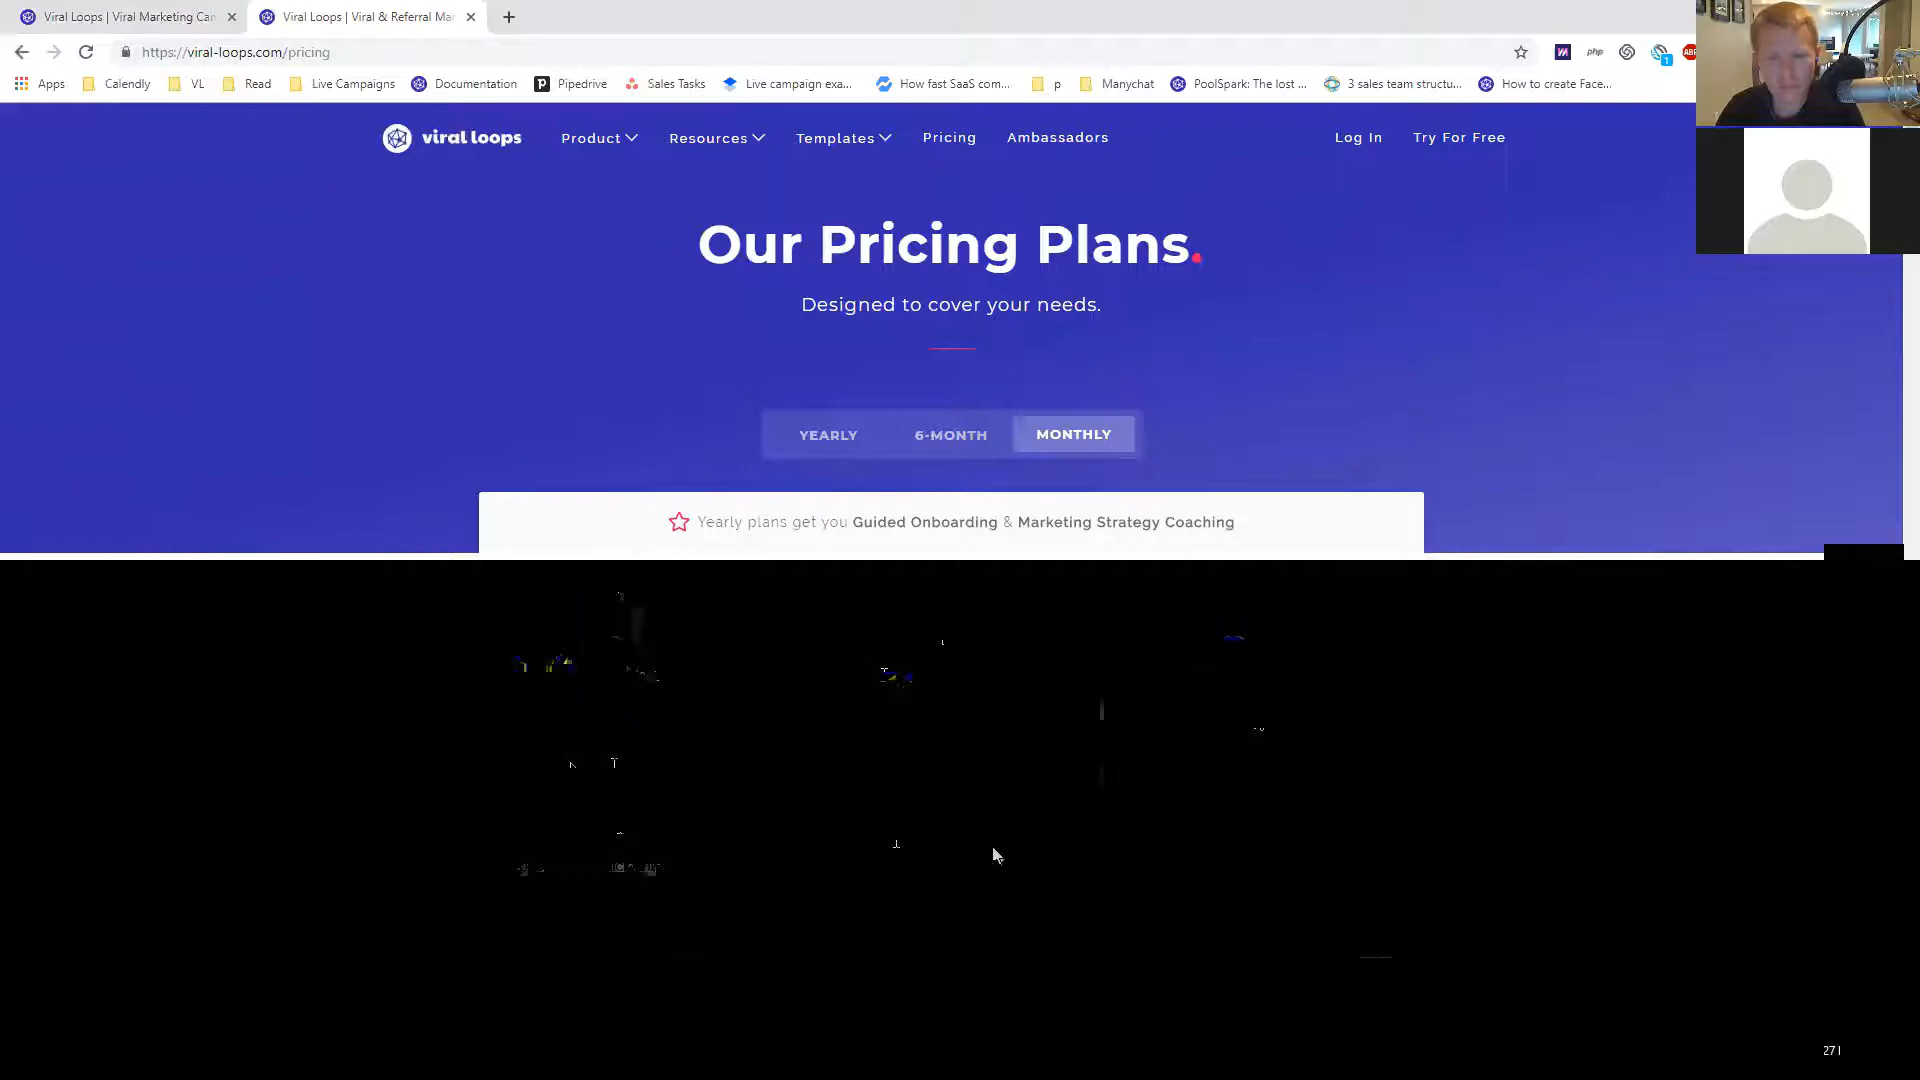 Viral Loops | Viral Marketing Can
Viral Loops | Viral & Referral Mar
https://viral-loops.com/pricing
1
ABP
Apps
Calendly
VL
Read
Live Campaigns
Documentation
Pipedrive
Sales Tasks
Live campaign exa...
How fast SaaS com...
p
Manychat
PoolSpark: The lost ...
3 sales team structu...
How to create Face...
viral loops
Product
Resources
Templates
Pricing
Ambassadors
Log In
Try For Free
Our Pricing Plans.
Designed to cover your needs.
YEARLY
6-MONTH
MONTHLY
Yearly plans get you Guided Onboarding & Marketing Strategy Coaching